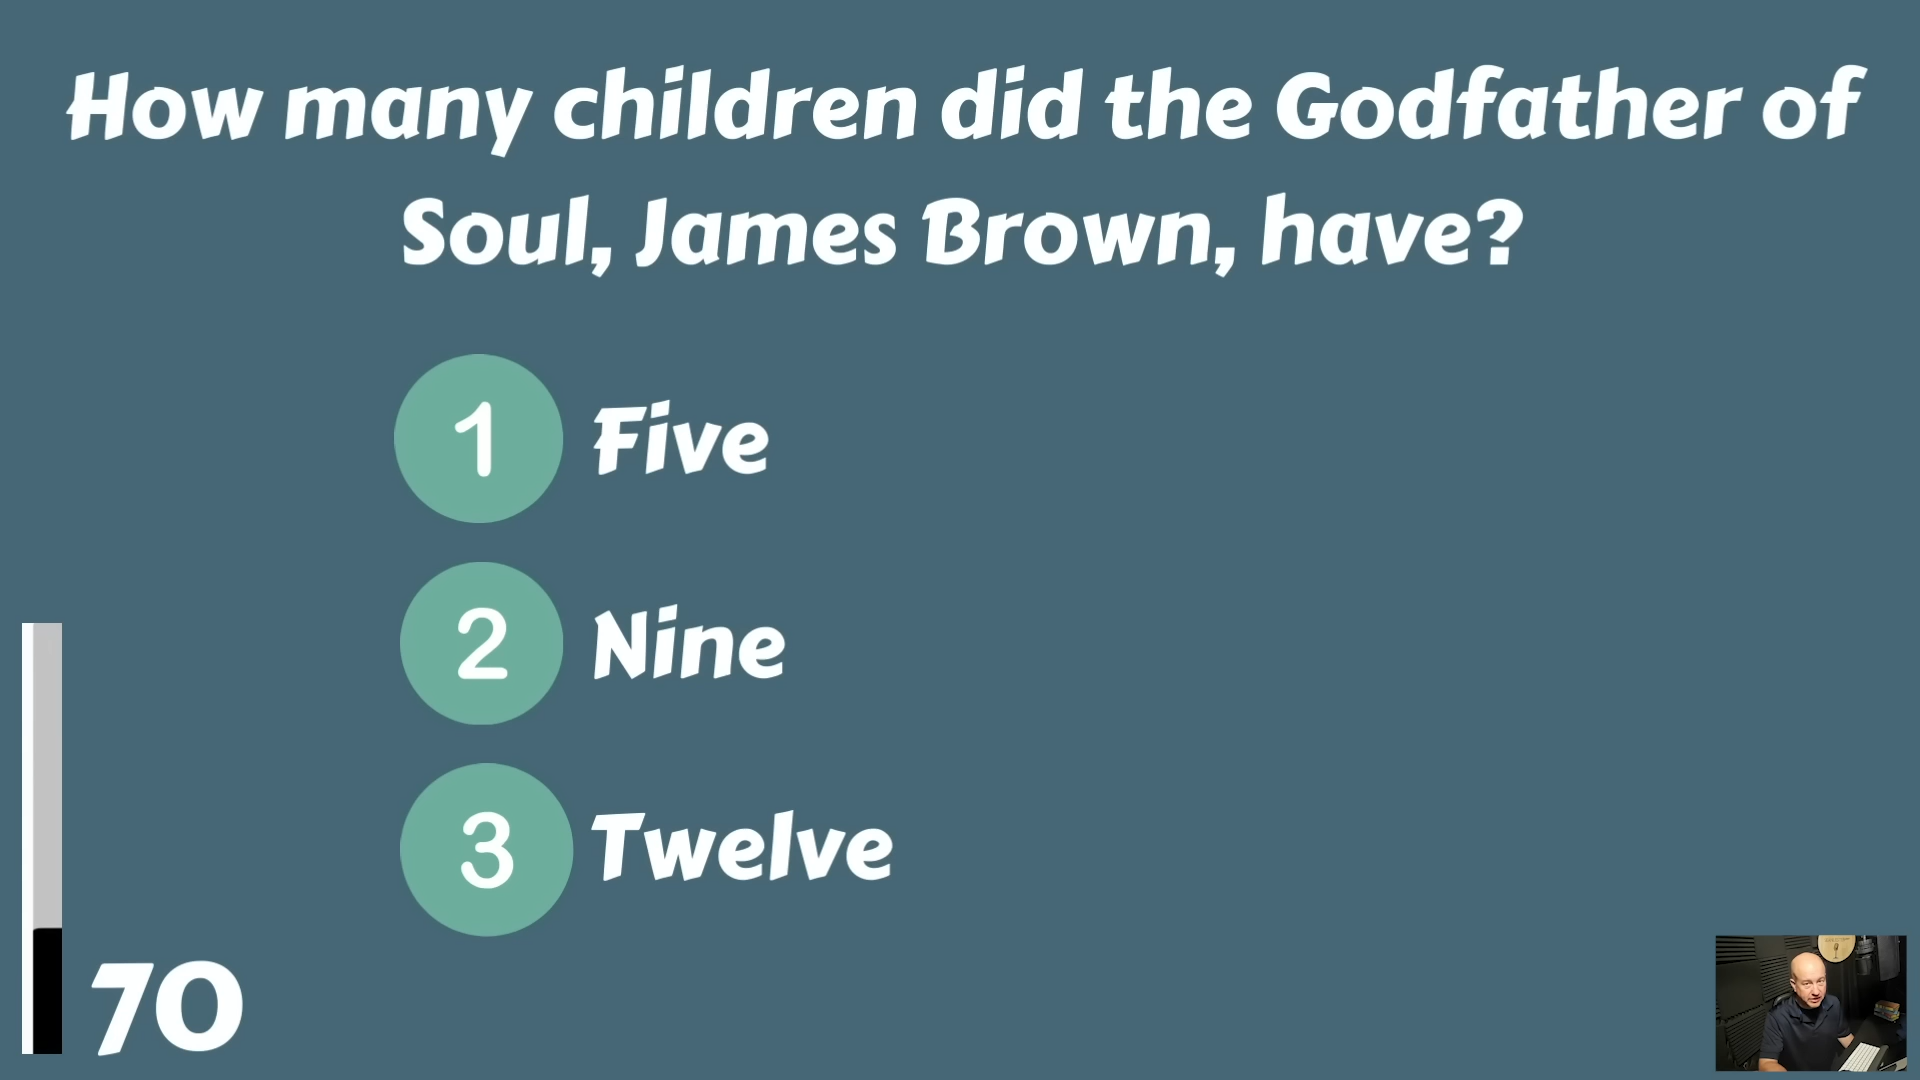 How many children did the Godfather of
Soul, James Brown, have?
1 Five
2 Nine
3 Twelve
70